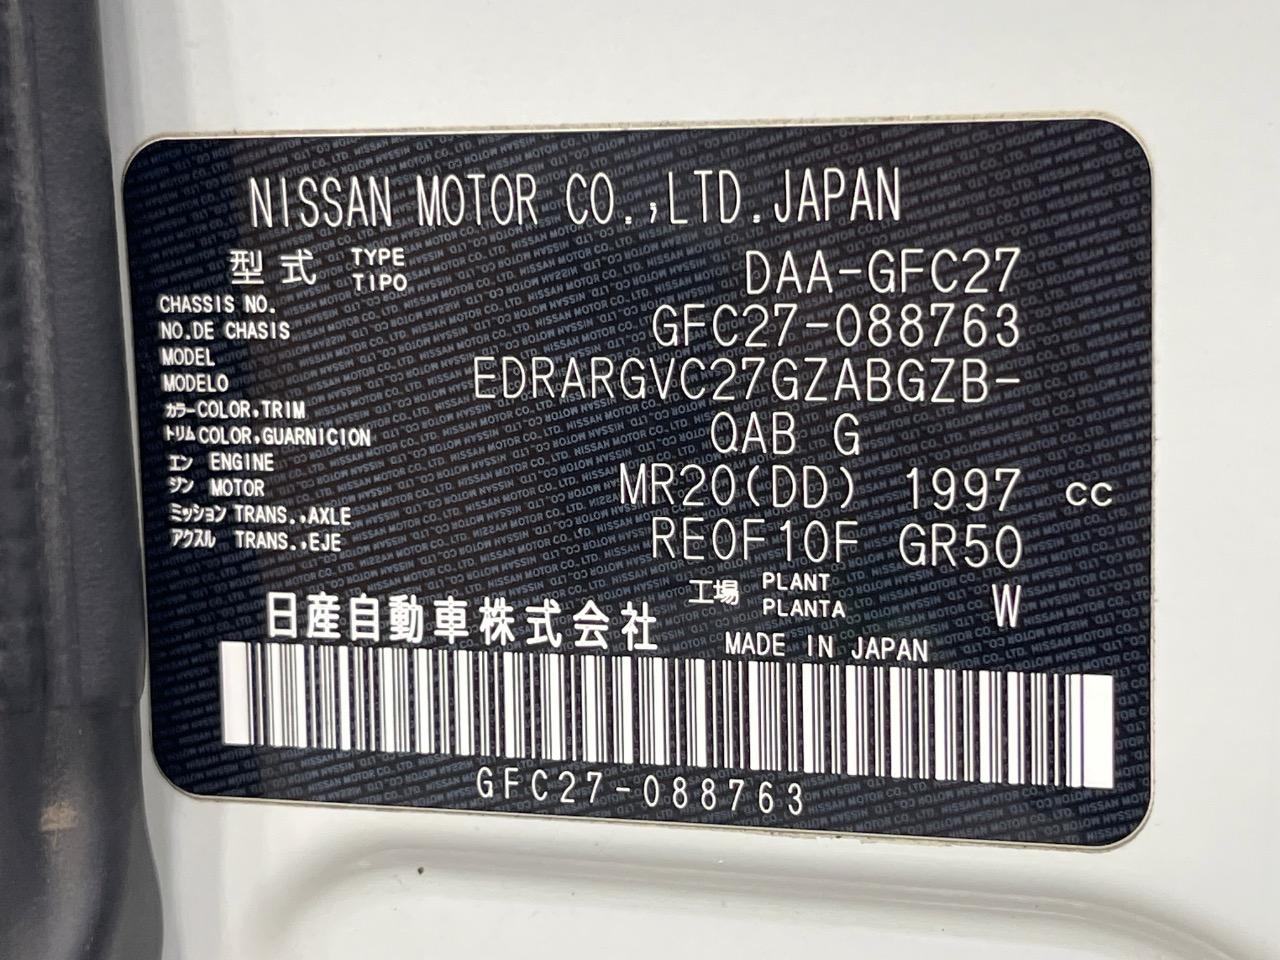 NISSAN MOTOR CO.,LTD.JAPAN
型式 TYPE TIPO DAA-GFC27
CHASSIS NO.
NO.DE CHASIS GFC27-088763
MODEL
MODELO EDRARGVC27GZABGZB-
カラー COLOR,TRIM
トリム COLOR,GUARNICION QAB G
エン ENGINE
ジン MOTOR MR20(DD) 1997 cc
ミッション TRANS.,AXLE
アクスル TRANS.,EJE RE0F10F GR50
工場 PLANT PLANTA W
日産自動車株式会社 MADE IN JAPAN
GFC27-088763